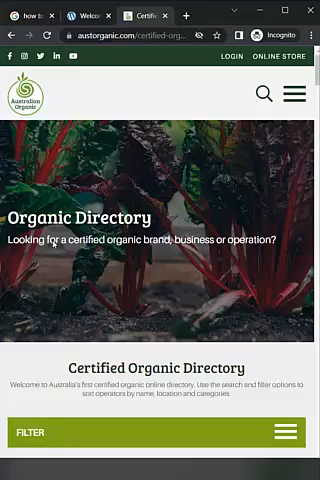 how to
Welcome
Certifie
austorganic.com/certified-org...
Incognito
LOGIN ONLINE STORE
Australian
Organic
Organic Directory
Looking for a certified organic brand, business or operation?
Certified Organic Directory
Welcome to Australia's first certified organic online directory. Use the search and filter options to
sort operators by name, location and categories.
FILTER